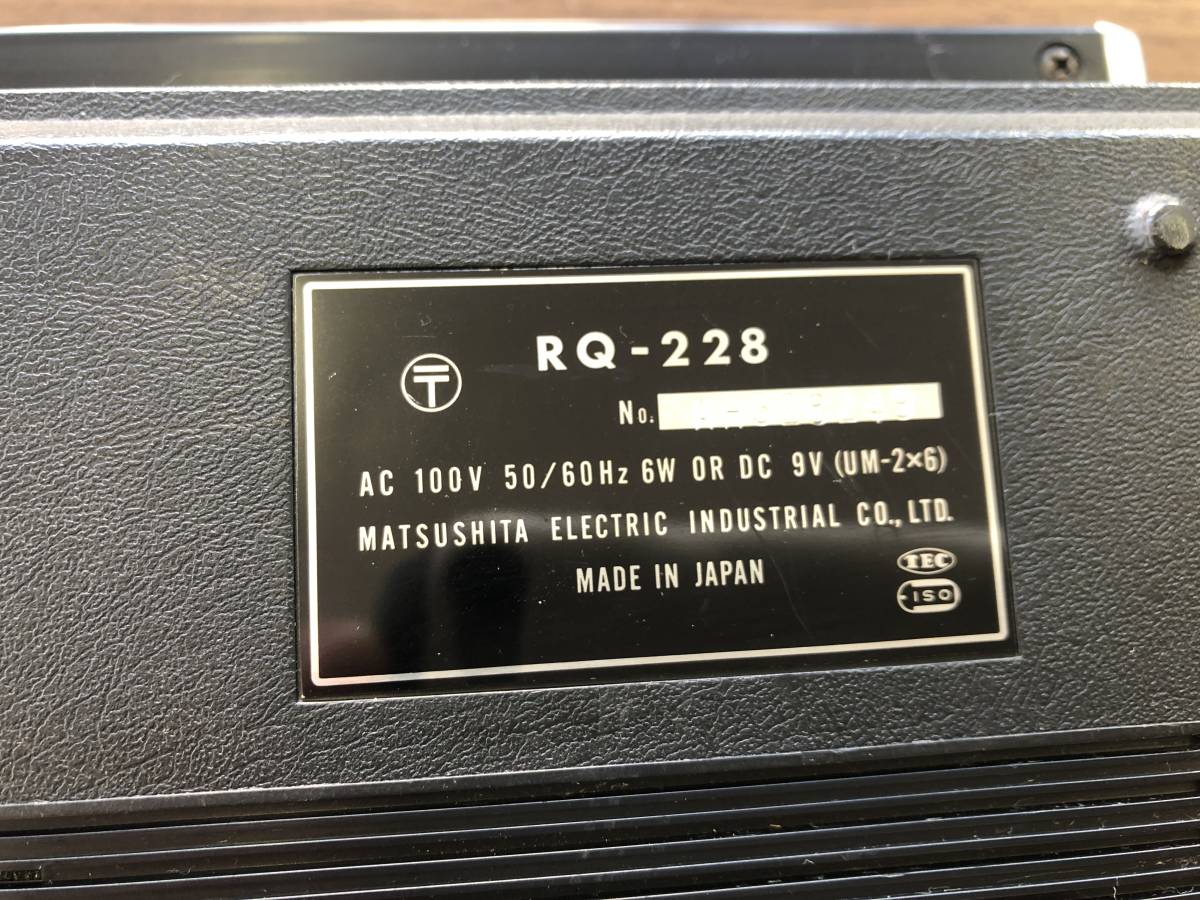 RQ-228
No.
AC 100V 50/60Hz 6W OR DC 9V (UM-2×6)
MATSUSHITA ELECTRIC INDUSTRIAL CO., LTD.
MADE IN JAPAN
TEC
ISO